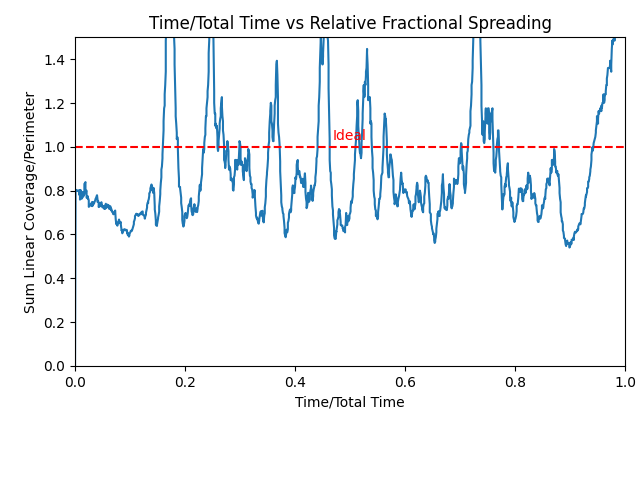 Time/Total Time vs Relative Fractional Spreading
Sum Linear Coverage/Perimeter
1.4
1.2
1.0
0.8
0.6
0.4
0.2
0.0
Ideal
0.0 0.2 0.4 0.6 0.8 1.0
Time/Total Time